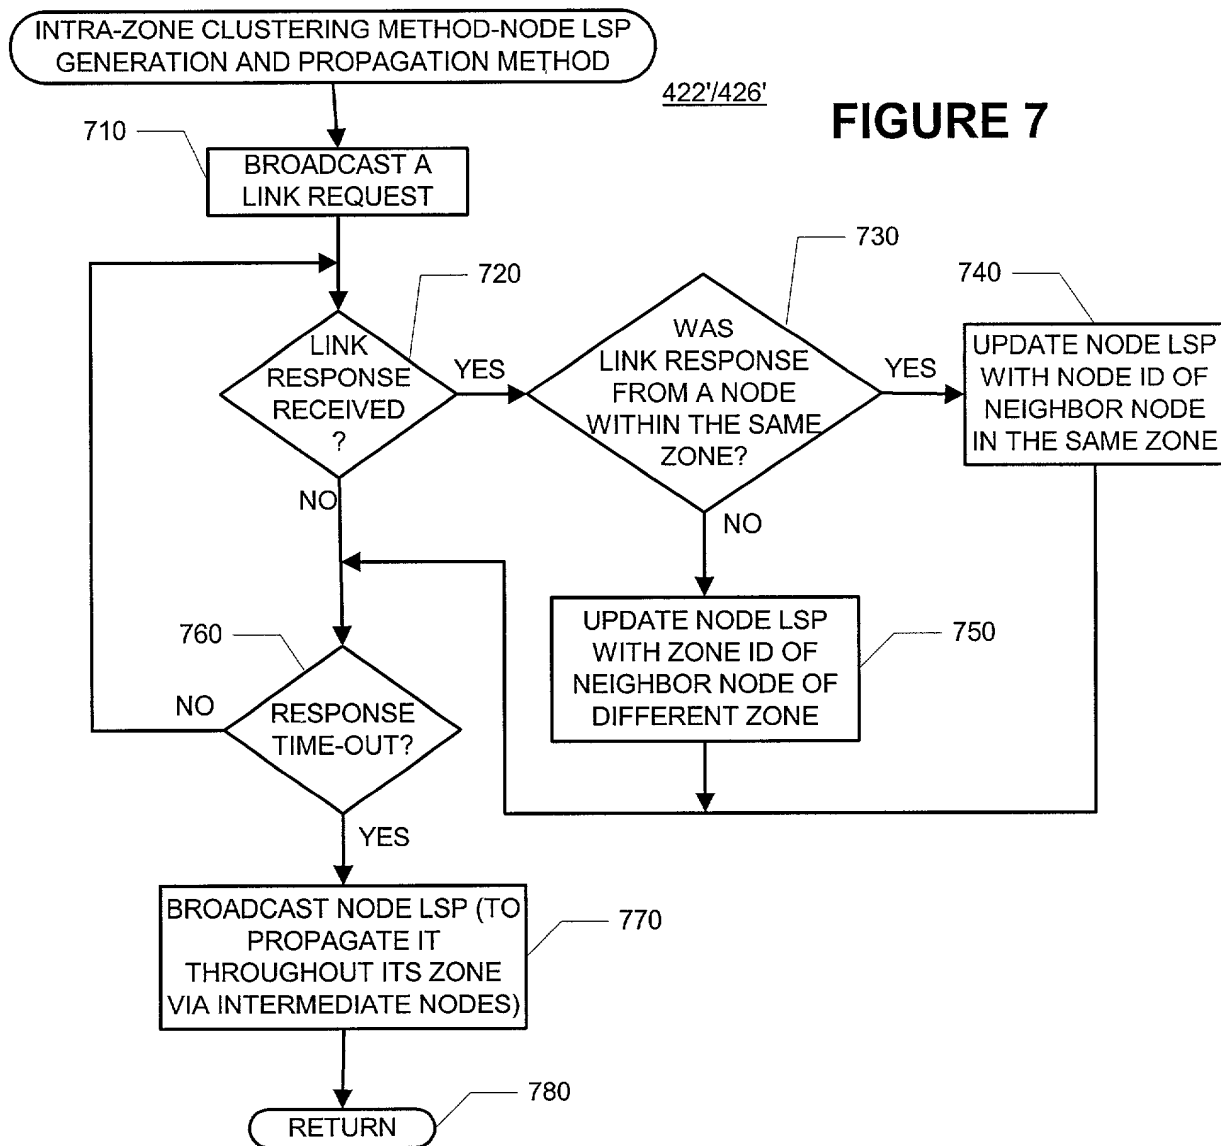 INTRA-ZONE CLUSTERING METHOD-NODE LSP
GENERATION AND PROPAGATION METHOD
422'/426'
FIGURE 7
710
BROADCAST A
LINK REQUEST
720
LINK
RESPONSE
RECEIVED
?
YES
NO
730
WAS
LINK RESPONSE
FROM A NODE
WITHIN THE SAME
ZONE?
YES
NO
740
UPDATE NODE LSP
WITH NODE ID OF
NEIGHBOR NODE
IN THE SAME ZONE
750
UPDATE NODE LSP
WITH ZONE ID OF
NEIGHBOR NODE OF
DIFFERENT ZONE
760
NO
RESPONSE
TIME-OUT?
YES
770
BROADCAST NODE LSP (TO
PROPAGATE IT
THROUGHOUT ITS ZONE
VIA INTERMEDIATE NODES)
780
RETURN